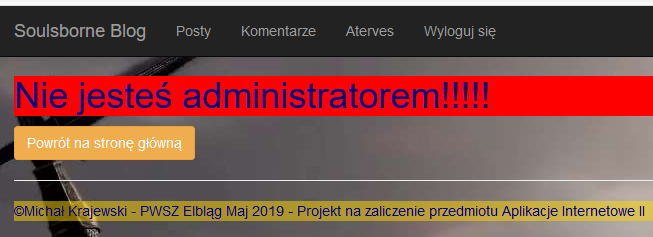 Soulsborne Blog Posty Komentarze Aterves Wyloguj się
Nie jesteś administratorem!!!!!
Powrót na stronę główną
©Michał Krajewski - PWSZ Elbląg Maj 2019 - Projekt na zaliczenie przedmiotu Aplikacje Internetowe II